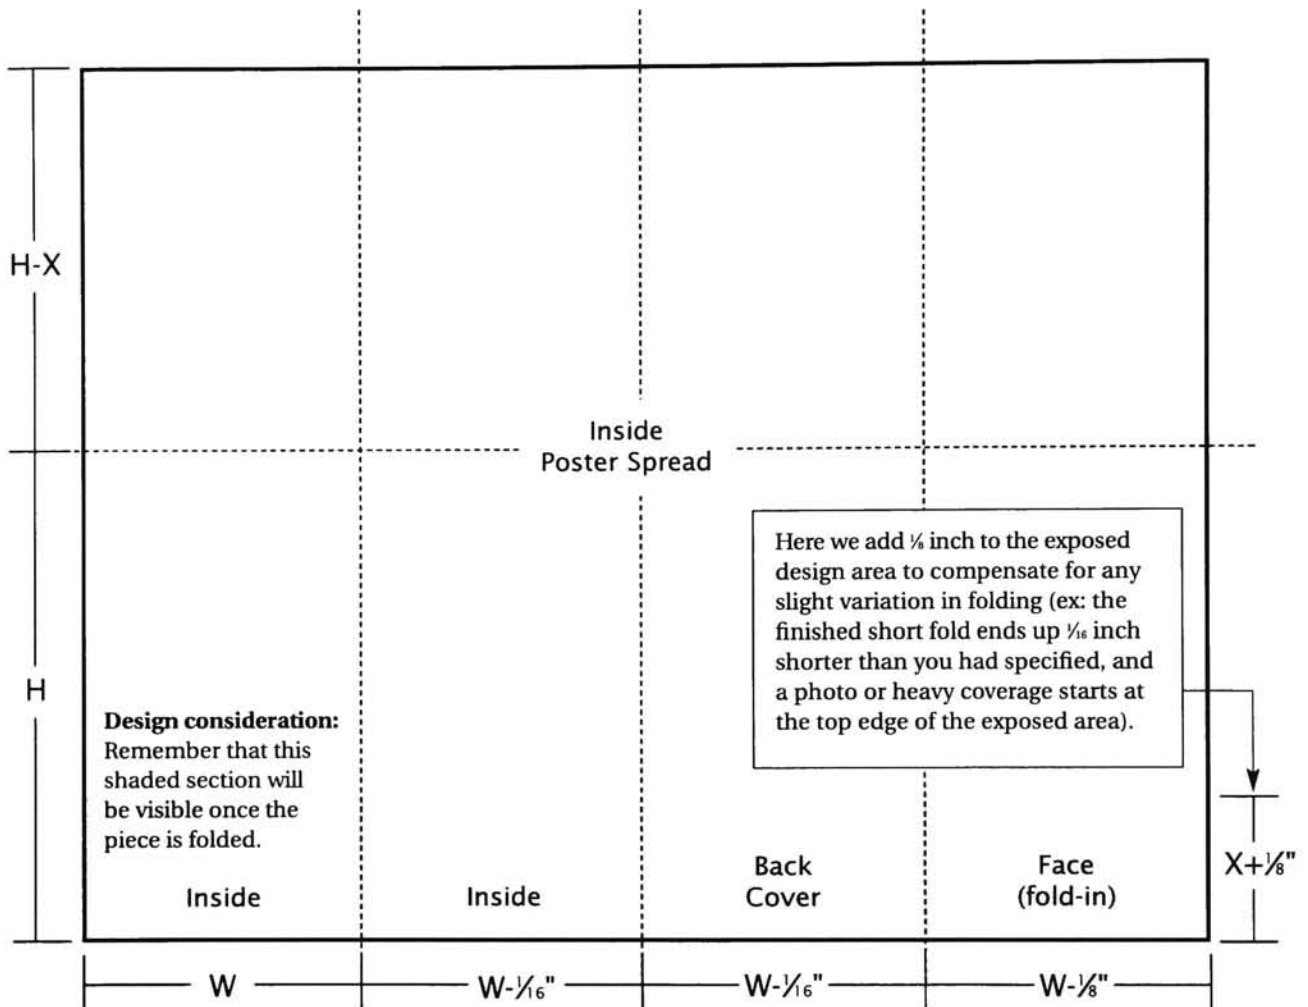 H-X
Inside
Poster Spread
Here we add ⅛ inch to the exposed
design area to compensate for any
slight variation in folding (ex: the
finished short fold ends up 1⁄16 inch
shorter than you had specified, and
a photo or heavy coverage starts at
the top edge of the exposed area).
H
Design consideration:
Remember that this
shaded section will
be visible once the
piece is folded.
X+⅛"
Inside
Inside
Back
Cover
Face
(fold-in)
W
W-1⁄16"
W-1⁄16"
W-⅛"